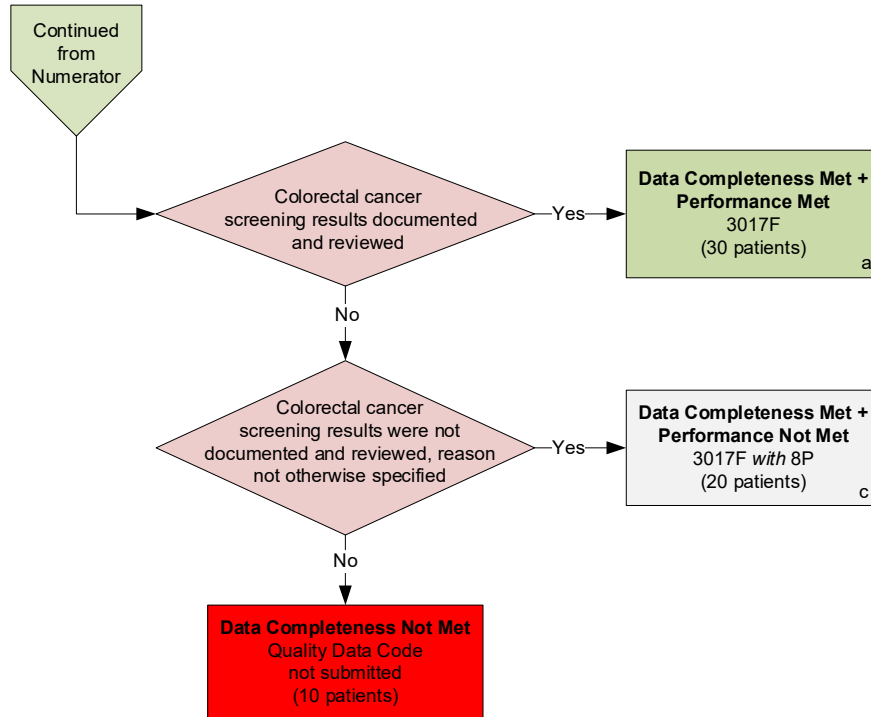 Continued
from
Numerator
Colorectal cancer
screening results documented
and reviewed
Yes
Data Completeness Met +
Performance Met
3017F
(30 patients)
a
No
Colorectal cancer
screening results were not
documented and reviewed, reason
not otherwise specified
Yes
Data Completeness Met +
Performance Not Met
3017F with 8P
(20 patients)
c
No
Data Completeness Not Met
Quality Data Code
not submitted
(10 patients)